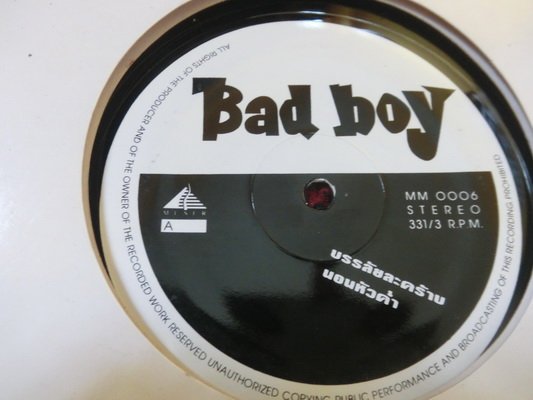 Bad boy
MUSER
A
MM 0006
STEREO
331/3 R.P.M.
บรรลัยละคร้าบ
นอนหัวค่ำ
ALL RIGHTS OF THE PRODUCER AND OF THE OWNER OF THE RECORDED WORK RESERVED UNAUTHORIZED COPYING PUBLIC PERFORMANCE AND BROADCASTING OF THIS RECORDING PROHIBITED